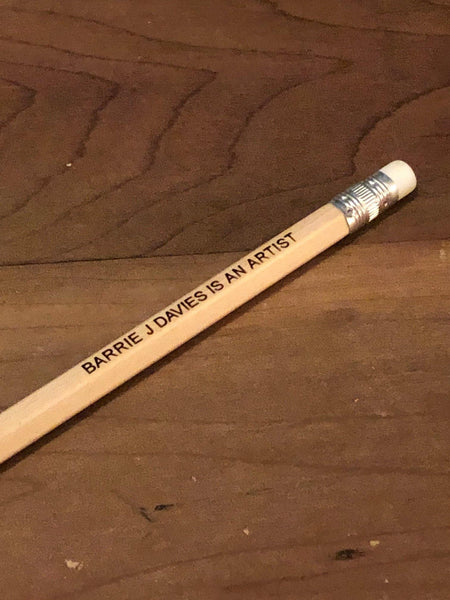 BARRIE J DAVIES IS AN ARTIST